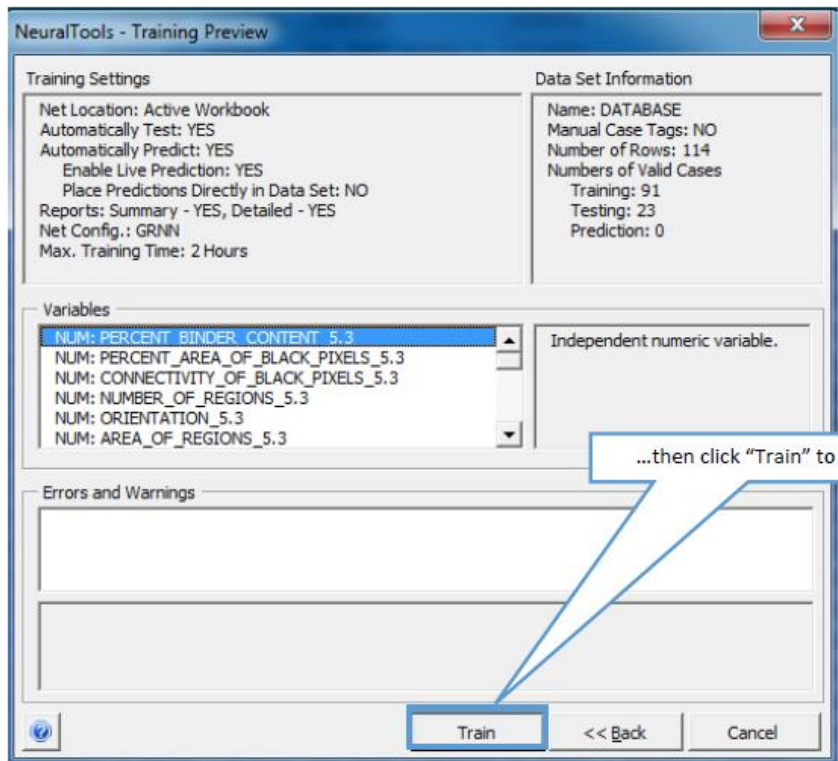 NeuralTools - Training Preview
Training Settings
Net Location: Active Workbook
Automatically Test: YES
Automatically Predict: YES
Enable Live Prediction: YES
Place Predictions Directly in Data Set: NO
Reports: Summary - YES, Detailed - YES
Net Config.: GRNN
Max. Training Time: 2 Hours
Data Set Information
Name: DATABASE
Manual Case Tags: NO
Number of Rows: 114
Numbers of Valid Cases
Training: 91
Testing: 23
Prediction: 0
Variables
NUM: PERCENT_BINDER_CONTENT_5.3
NUM: PERCENT_AREA_OF_BLACK_PIXELS_5.3
NUM: CONNECTIVITY_OF_BLACK_PIXELS_5.3
NUM: NUMBER_OF_REGIONS_5.3
NUM: ORIENTATION_5.3
NUM: AREA_OF_REGIONS_5.3
Independent numeric variable.
...then click “Train” to
Errors and Warnings
Train
<< Back
Cancel